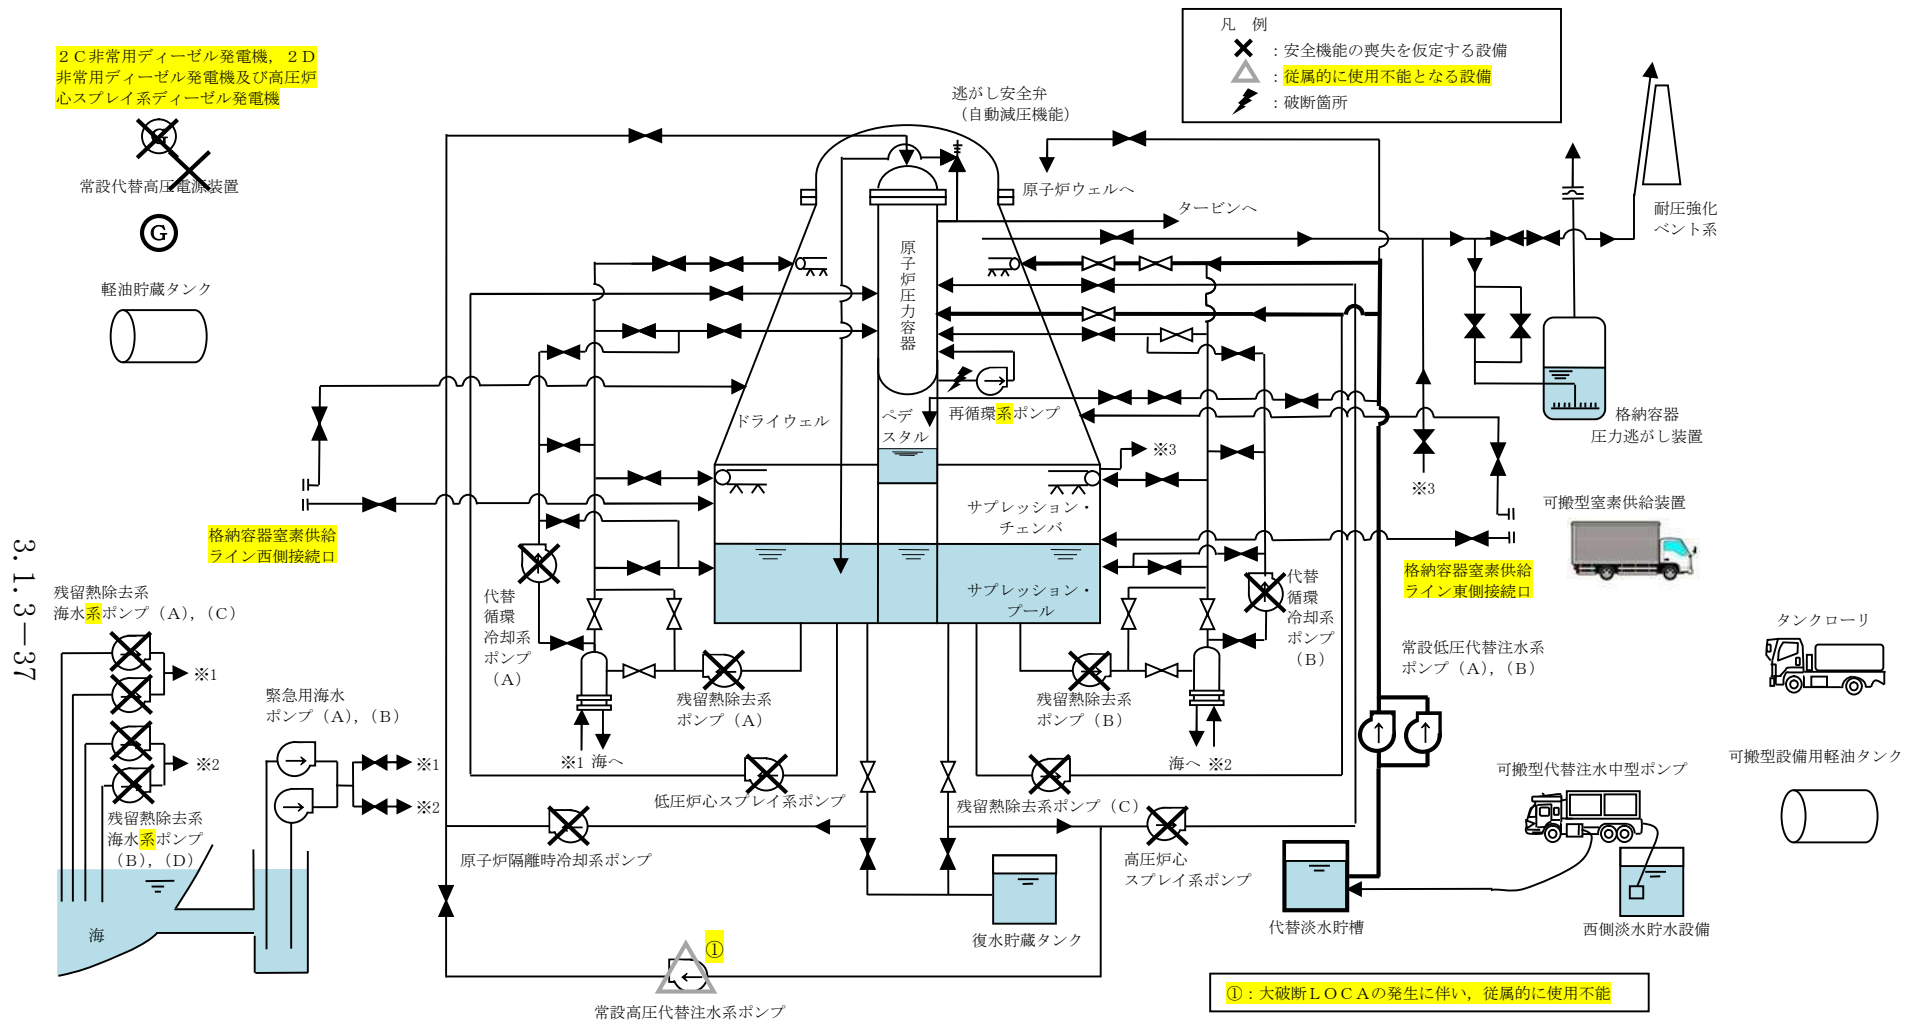 ２Ｃ非常用ディーゼル発電機，２Ｄ
非常用ディーゼル発電機及び高圧炉
心スプレイ系ディーゼル発電機
G
常設代替高圧電源装置
G
軽油貯蔵タンク
凡　例
：安全機能の喪失を仮定する設備
：従属的に使用不能となる設備
：破断箇所
逃がし安全弁
（自動減圧機能）
原子炉ウェルへ
タービンへ
耐圧強化
ベント系
原子炉圧力容器
ドライウェル
ペデ
スタル
再循環系ポンプ
※3
※3
格納容器
圧力逃がし装置
可搬型窒素供給装置
サプレッション・
チェンバ
サプレッション・
プール
格納容器窒素供給
ライン西側接続口
格納容器窒素供給
ライン東側接続口
代替
循環
冷却系
ポンプ
（Ａ）
代替
循環
冷却系
ポンプ
（Ｂ）
残留熱除去系
海水系ポンプ（Ａ），（Ｃ）
※1
※2
残留熱除去系
海水系ポンプ
（Ｂ），（Ｄ）
海
緊急用海水
ポンプ（Ａ），（Ｂ）
※1
※2
残留熱除去系
ポンプ（Ａ）
※1 海へ
残留熱除去系
ポンプ（Ｂ）
海へ ※2
低圧炉心スプレイ系ポンプ
残留熱除去系ポンプ（Ｃ）
原子炉隔離時冷却系ポンプ
高圧炉心
スプレイ系ポンプ
復水貯蔵タンク
①
常設高圧代替注水系ポンプ
常設低圧代替注水系
ポンプ（Ａ），（Ｂ）
タンクローリ
可搬型代替注水中型ポンプ
可搬型設備用軽油タンク
代替淡水貯槽
西側淡水貯水設備
①：大破断ＬＯＣＡの発生に伴い，従属的に使用不能
3.1.3－37